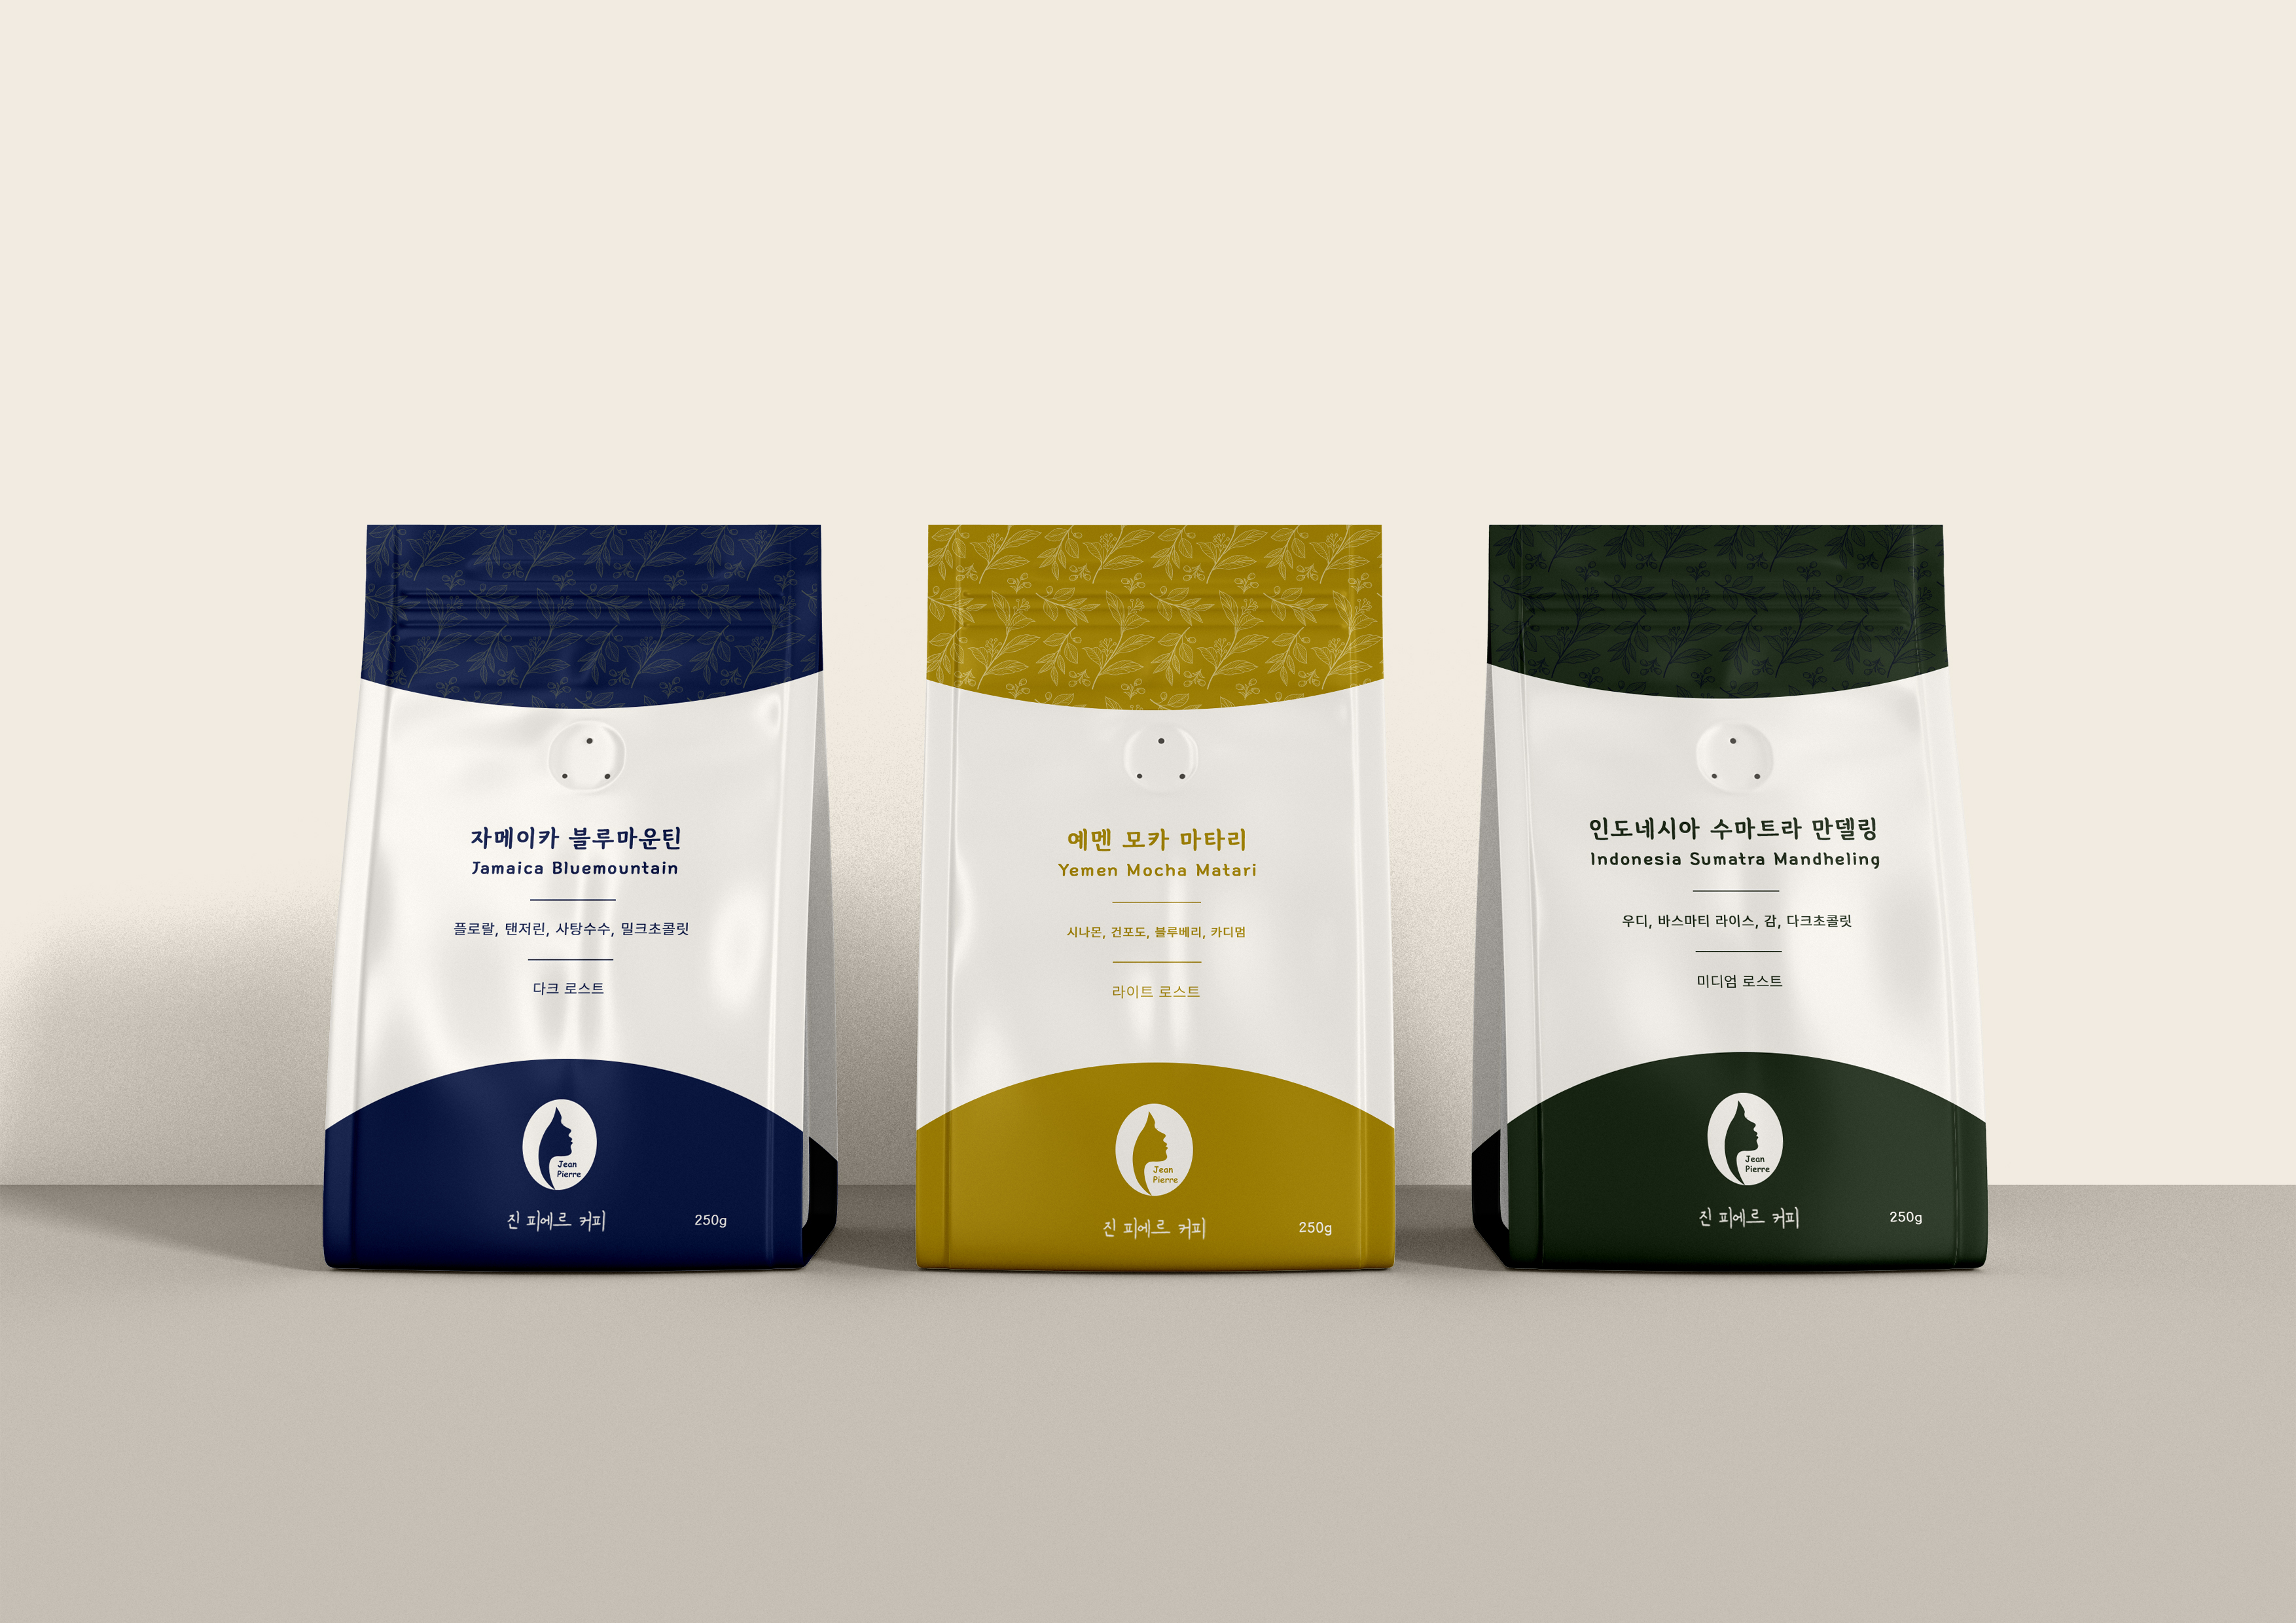 자메이카 블루마운틴
Jamaica Bluemountain
플로랄, 탠저린, 사탕수수, 밀크초콜릿
다크 로스트
Jean
Pierre
진 피에르 커피
250g
예멘 모카 마타리
Yemen Mocha Matari
시나몬, 건포도, 블루베리, 카디멈
라이트 로스트
Jean
Pierre
진 피에르 커피
250g
인도네시아 수마트라 만델링
Indonesia Sumatra Mandheling
우디, 바스마티 라이스, 감, 다크초콜릿
미디엄 로스트
Jean
Pierre
진 피에르 커피
250g